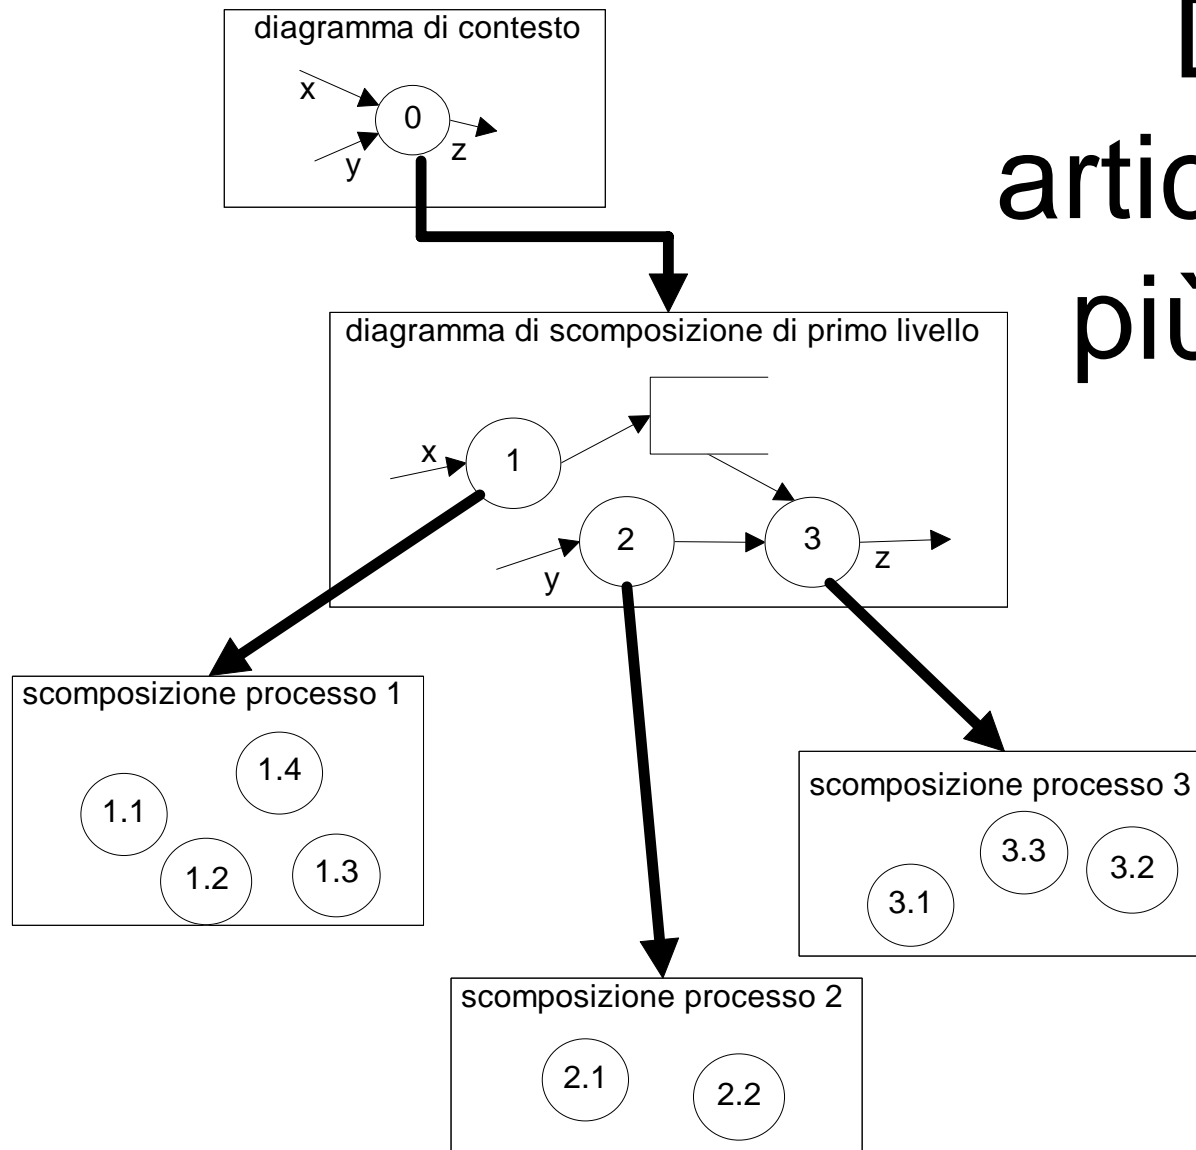 diagramma di contesto
x
0
y
z
artic
più
diagramma di scomposizione di primo livello
x
1
2
3
y
z
scomposizione processo 1
1.4
1.1
1.2
1.3
scomposizione processo 3
3.3
3.2
3.1
scomposizione processo 2
2.1
2.2